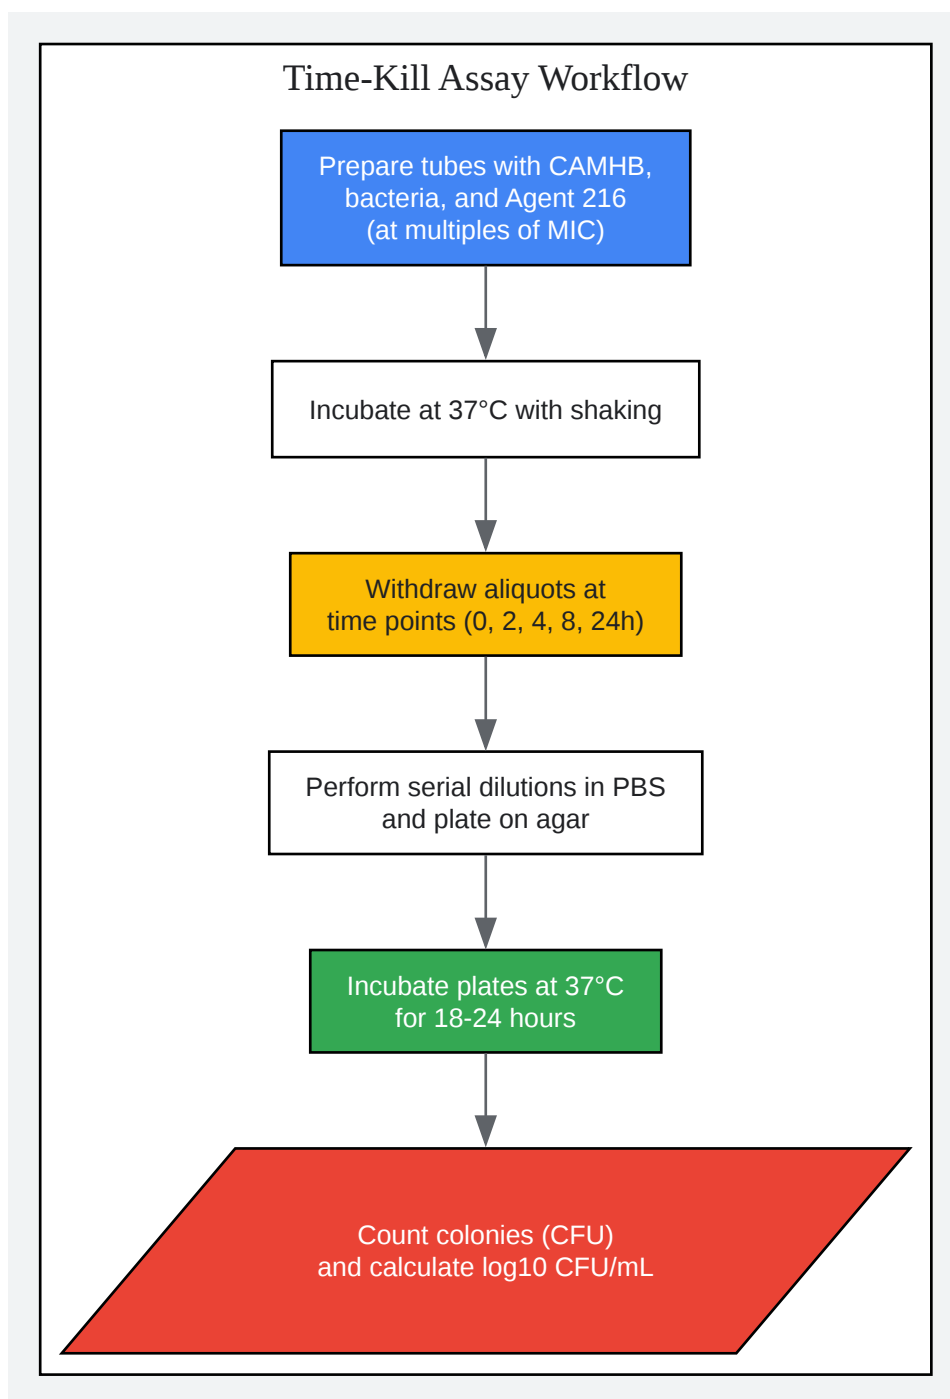 Time-Kill Assay Workflow
Prepare tubes with CAMHB,
bacteria, and Agent 216
(at multiples of MIC)
Incubate at 37°C with shaking
Withdraw aliquots at
time points (0, 2, 4, 8, 24h)
Perform serial dilutions in PBS
and plate on agar
Incubate plates at 37°C
for 18-24 hours
Count colonies (CFU)
and calculate log10 CFU/mL